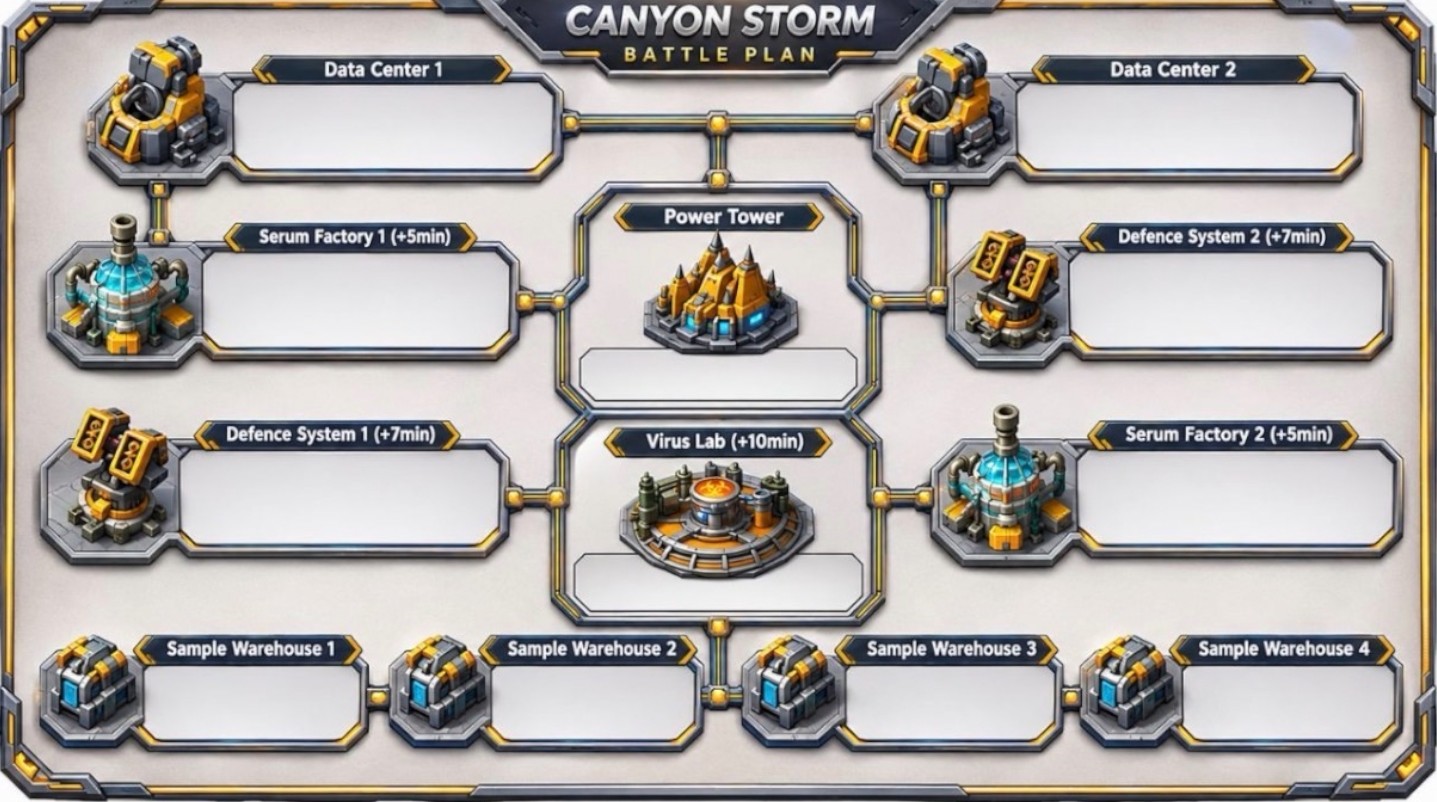 CANYON STORM
BATTLE PLAN
Data Center 1
Data Center 2
Serum Factory 1 (+5min)
Power Tower
Defence System 2 (+7min)
Defence System 1 (+7min)
Virus Lab (+10min)
Serum Factory 2 (+5min)
Sample Warehouse 1
Sample Warehouse 2
Sample Warehouse 3
Sample Warehouse 4